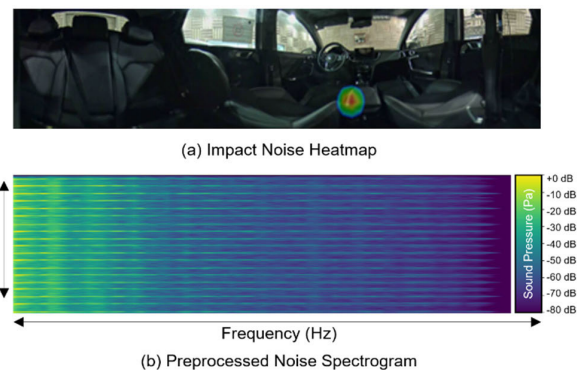 (a) Impact Noise Heatmap
+0 dB
-10 dB
-20 dB
-30 dB
-40 dB
-50 dB
-60 dB
-70 dB
-80 dB
Sound Pressure (Pa)
Frequency (Hz)
(b) Preprocessed Noise Spectrogram